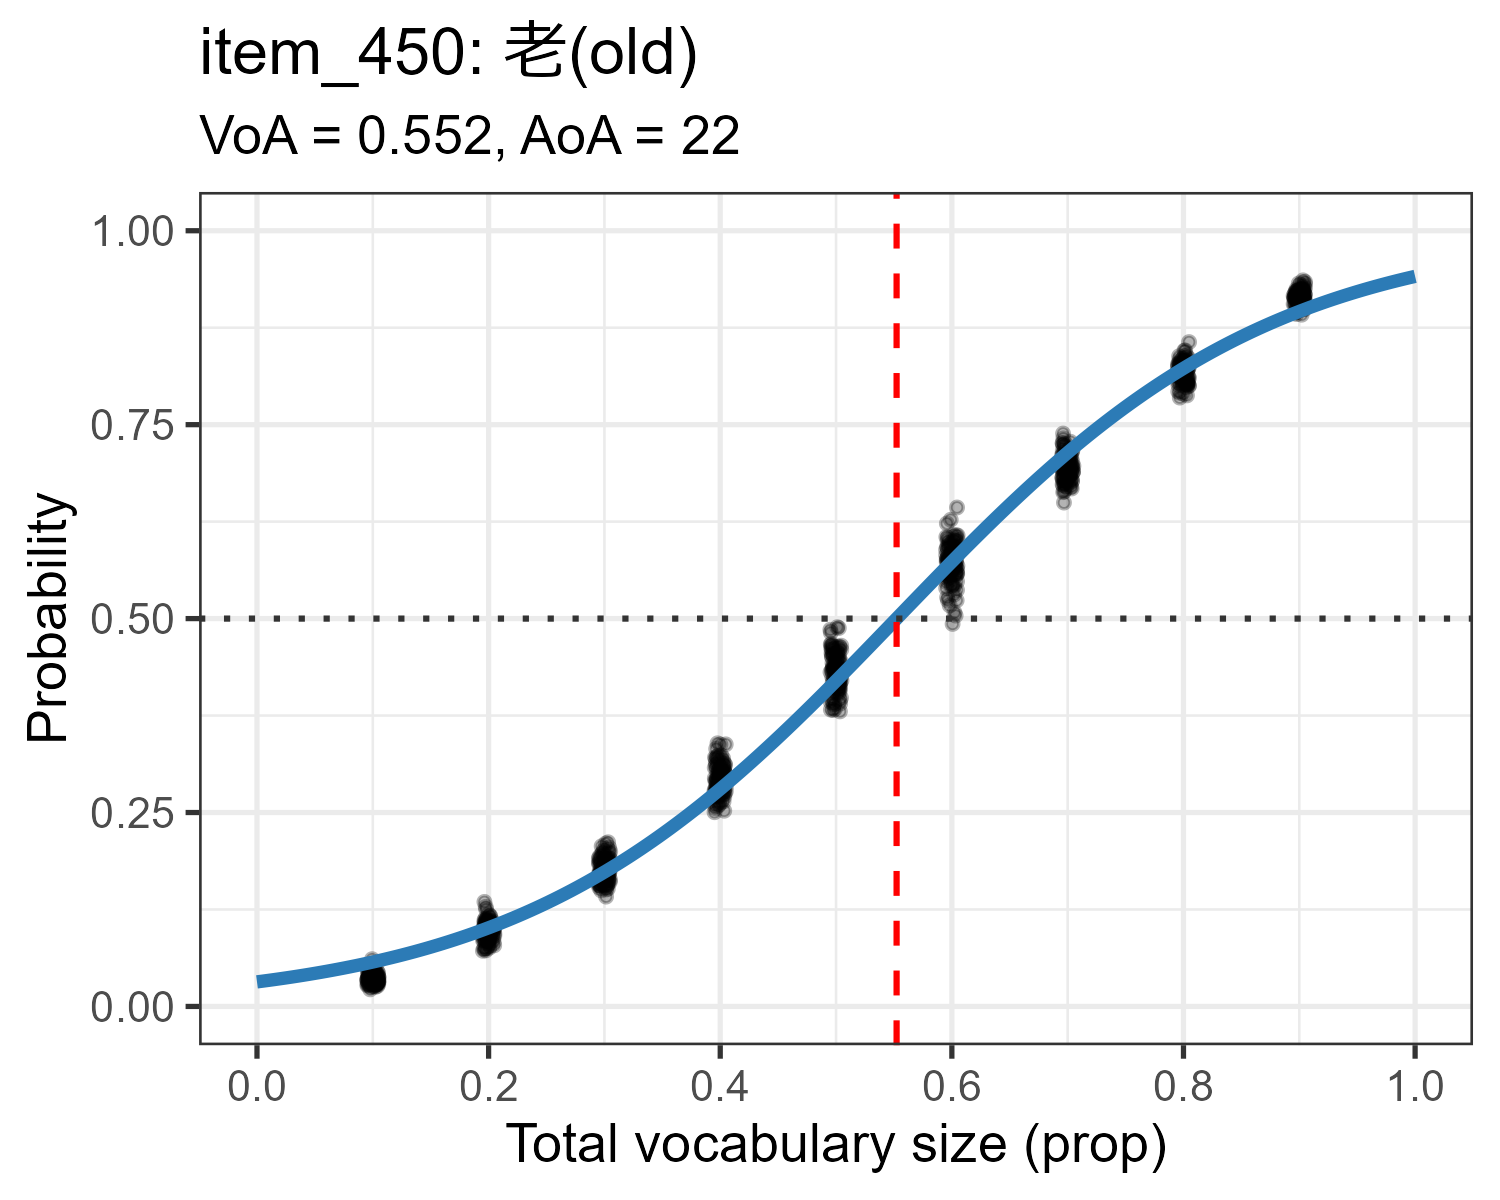 item_450: 老(old)
VoA = 0.552, AoA = 22
1.00
0.75
0.50
0.25
0.00
Probability
0.0 0.2 0.4 0.6 0.8 1.0
Total vocabulary size (prop)